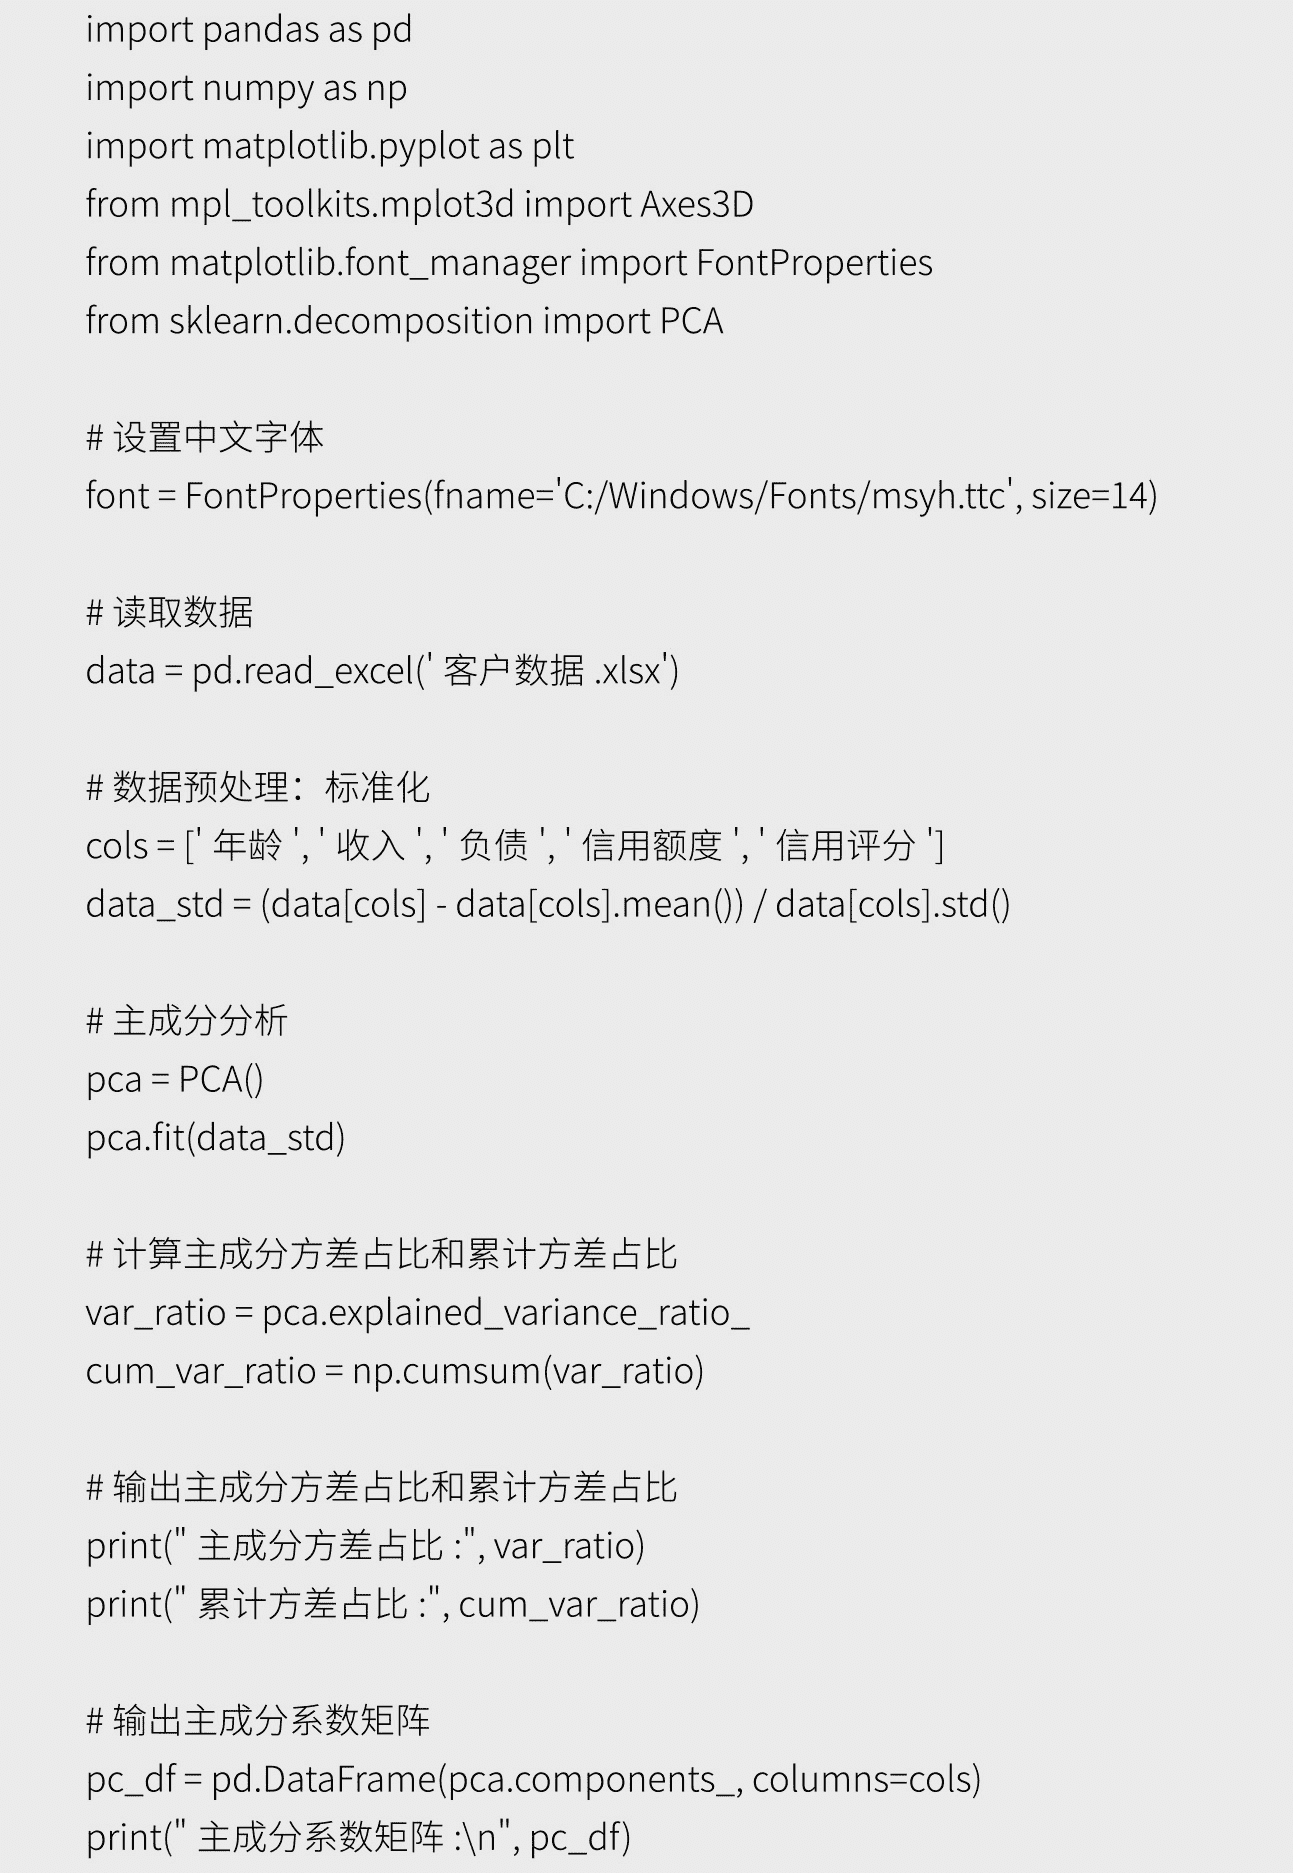 import pandas as pd
import numpy as np
import matplotlib.pyplot as plt
from mpl_toolkits.mplot3d import Axes3D
from matplotlib.font_manager import FontProperties
from sklearn.decomposition import PCA
# 设置中文字体
font = FontProperties(fname='C:/Windows/Fonts/msyh.ttc', size=14)
# 读取数据
data = pd.read_excel(' 客户数据 .xlsx')
# 数据预处理：标准化
cols = [' 年龄 ', ' 收入 ', ' 负债 ', ' 信用额度 ', ' 信用评分 ']
data_std = (data[cols] - data[cols].mean()) / data[cols].std()
# 主成分分析
pca = PCA()
pca.fit(data_std)
# 计算主成分方差占比和累计方差占比
var_ratio = pca.explained_variance_ratio_
cum_var_ratio = np.cumsum(var_ratio)
# 输出主成分方差占比和累计方差占比
print(" 主成分方差占比 :", var_ratio)
print(" 累计方差占比 :", cum_var_ratio)
# 输出主成分系数矩阵
pc_df = pd.DataFrame(pca.components_, columns=cols)
print(" 主成分系数矩阵 :\n", pc_df)